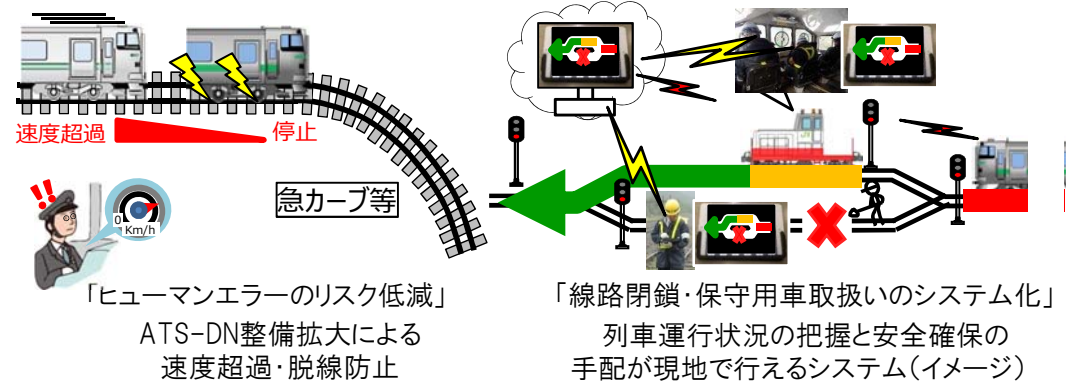 速度超過
停止
急カーブ等
0
Km/h
「ヒューマンエラーのリスク低減」
ATS-DN整備拡大による
速度超過・脱線防止
「線路閉鎖・保守用車取扱いのシステム化」
列車運行状況の把握と安全確保の
手配が現地で行えるシステム(イメージ)